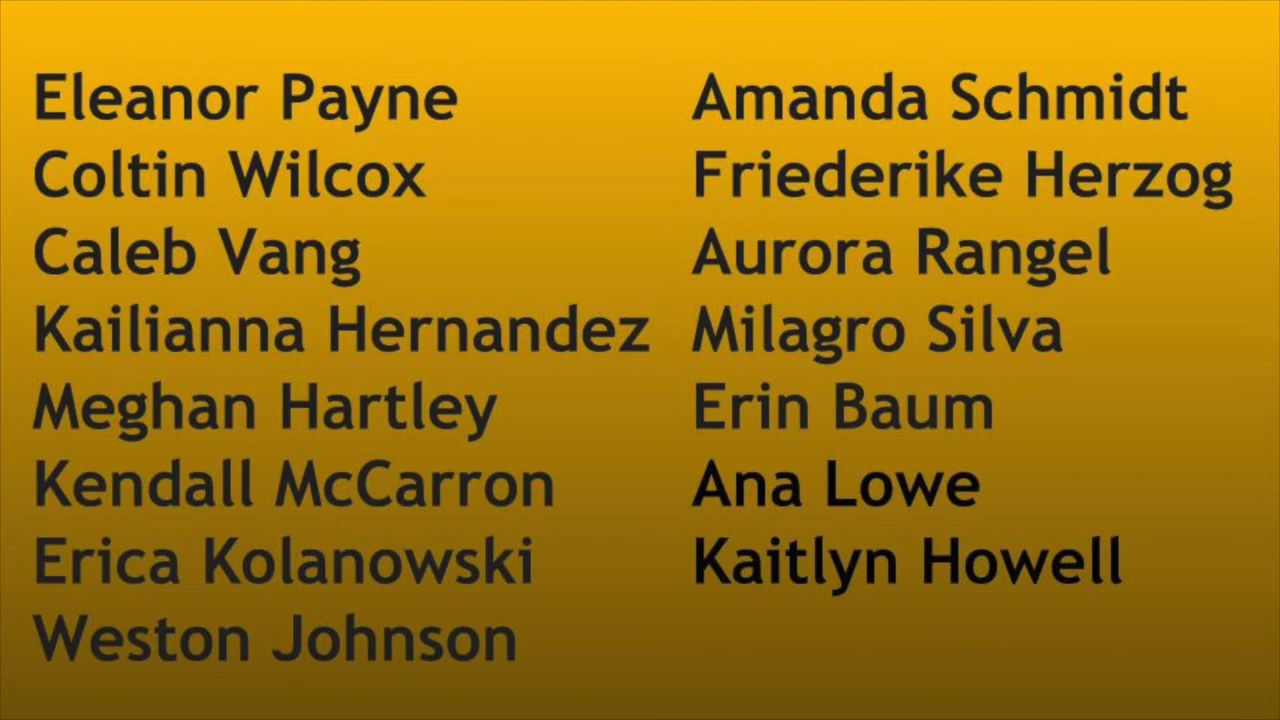 Eleanor Payne
Coltin Wilcox
Caleb Vang
Kailianna Hernandez
Meghan Hartley
Kendall McCarron
Erica Kolanowski
Weston Johnson
Amanda Schmidt
Friederike Herzog
Aurora Rangel
Milagro Silva
Erin Baum
Ana Lowe
Kaitlyn Howell